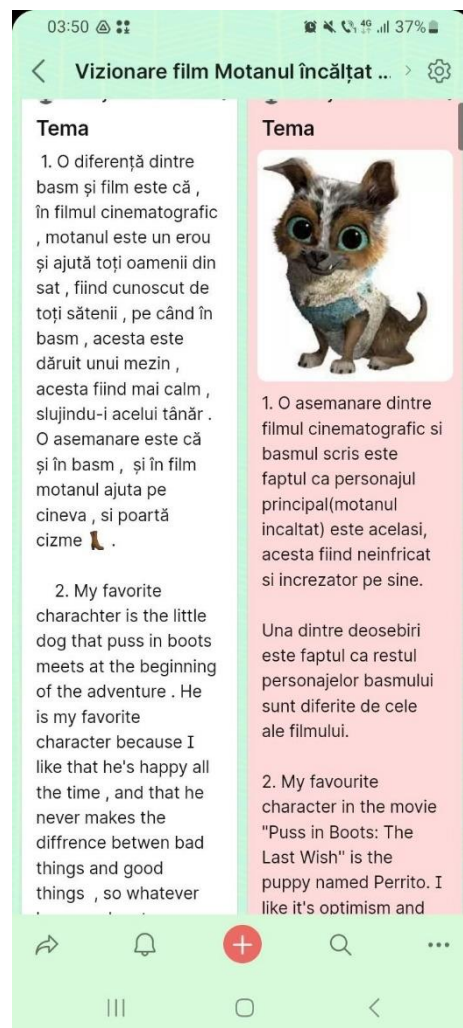 03:50
4G 37%
Vizionare film Motanul încălțat ...
Tema
1. O diferență dintre
basm și film este că ,
în filmul cinematografic
, motanul este un erou
și ajută toți oamenii din
sat , fiind cunoscut de
toți sătenii , pe când în
basm , acesta este
dăruit unui mezin ,
acesta fiind mai calm ,
slujindu-i acelui tânăr .
O asemanare este că
și în basm , și în film
motanul ajuta pe
cineva , si poartă
cizme 👢 .
2. My favorite
charachter is the little
dog that puss in boots
meets at the beginning
of the adventure . He
is my favorite
character because I
like that he's happy all
the time , and that he
never makes the
diffrence betwen bad
things and good
things , so whatever
Tema
1. O asemanare dintre
filmul cinematografic si
basmul scris este
faptul ca personajul
principal(motanul
incaltat) este acelasi,
acesta fiind neinfricat
si increzator pe sine.
Una dintre deosebiri
este faptul ca restul
personajelor basmului
sunt diferite de cele
ale filmului.
2. My favourite
character in the movie
"Puss in Boots: The
Last Wish" is the
puppy named Perrito. I
like it's optimism and